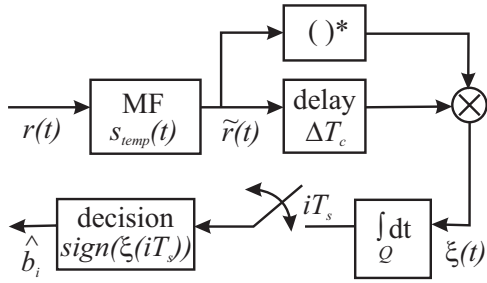 ( )*
MF
s_temp(t)
delay
ΔT_c
r(t)
r̃(t)
decision
sign(ξ(iT_s))
iT_s
∫dt
Q
ξ(t)
b̂_i